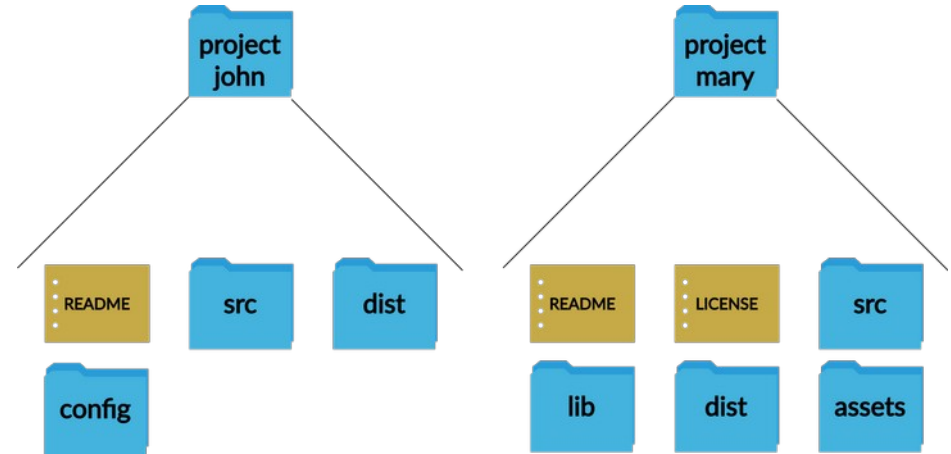 project
john
project
mary
README
src
dist
README
LICENSE
src
config
lib
dist
assets